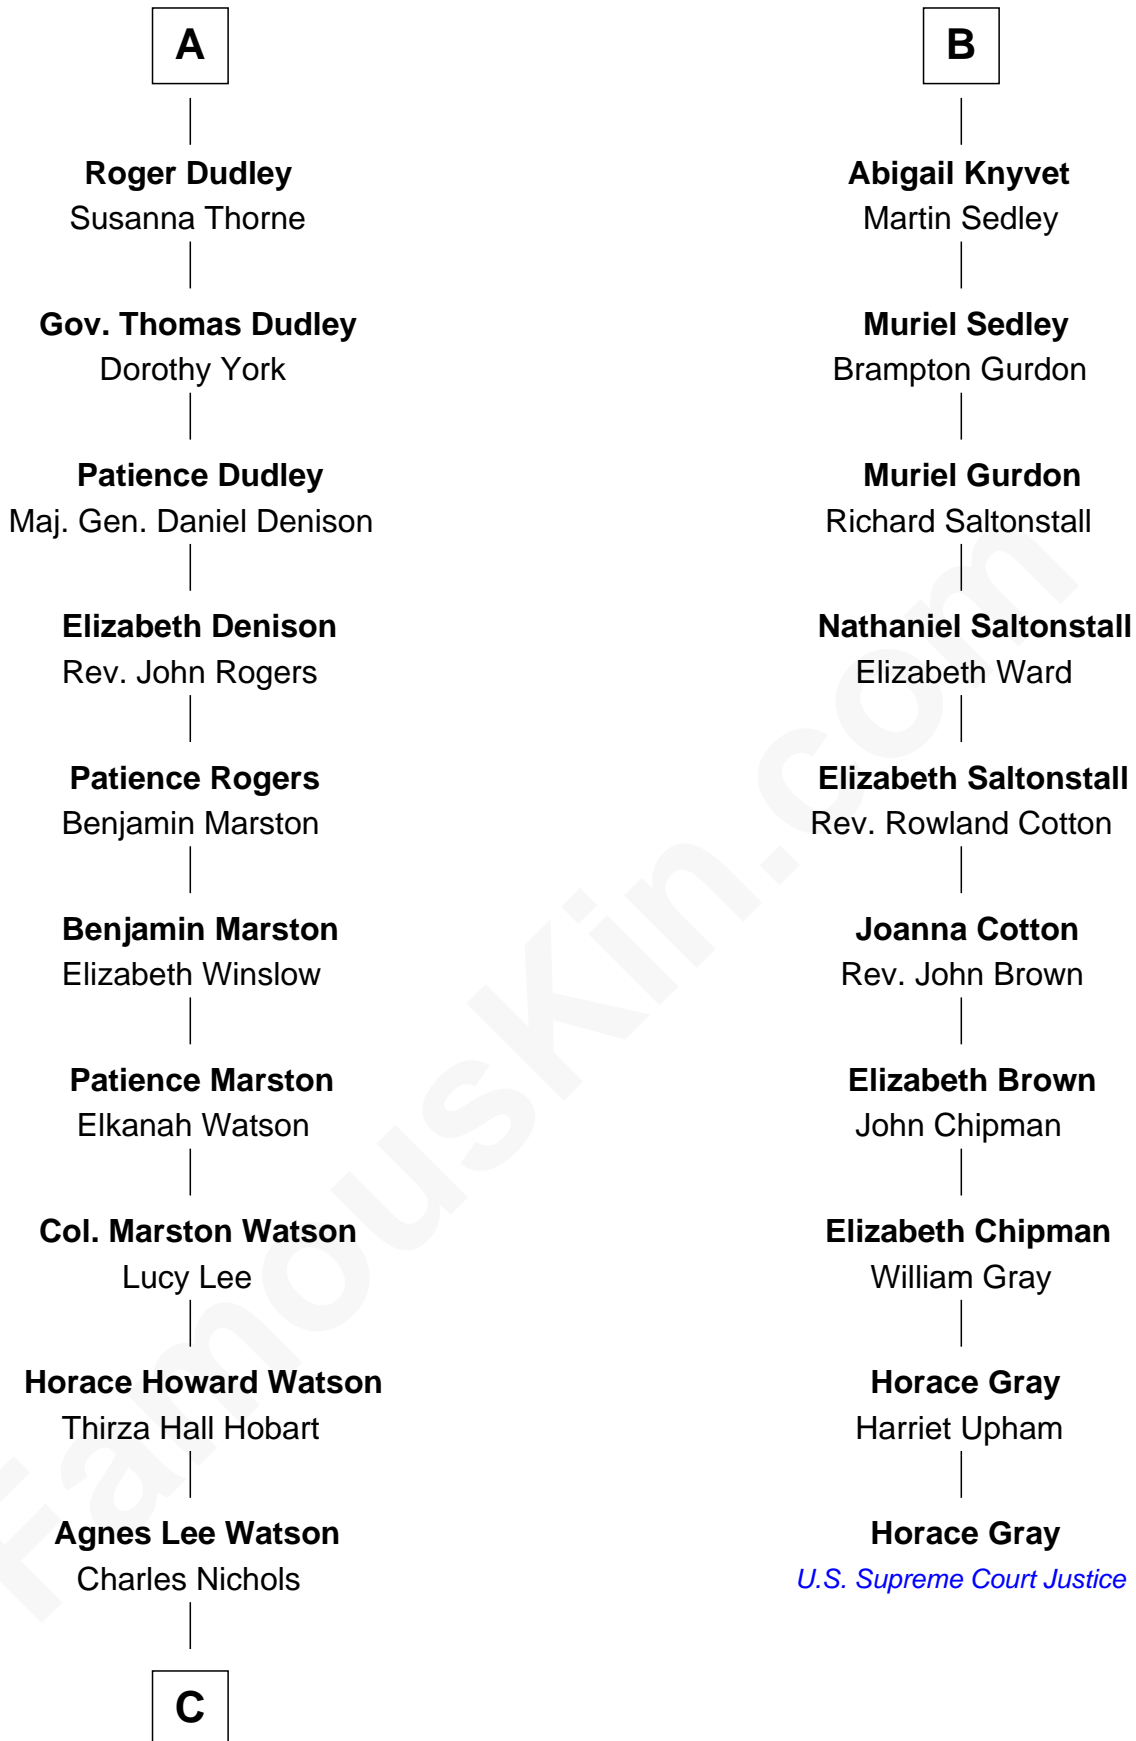 A
Roger Dudley
Susanna Thorne
Gov. Thomas Dudley
Dorothy York
Patience Dudley
Maj. Gen. Daniel Denison
Elizabeth Denison
Rev. John Rogers
Patience Rogers
Benjamin Marston
Benjamin Marston
Elizabeth Winslow
Patience Marston
Elkanah Watson
Col. Marston Watson
Lucy Lee
Horace Howard Watson
Thirza Hall Hobart
Agnes Lee Watson
Charles Nichols
C
B
Abigail Knyvet
Martin Sedley
Muriel Sedley
Brampton Gurdon
Muriel Gurdon
Richard Saltonstall
Nathaniel Saltonstall
Elizabeth Ward
Elizabeth Saltonstall
Rev. Rowland Cotton
Joanna Cotton
Rev. John Brown
Elizabeth Brown
John Chipman
Elizabeth Chipman
William Gray
Horace Gray
Harriet Upham
Horace Gray
U.S. Supreme Court Justice
FamousKin.com